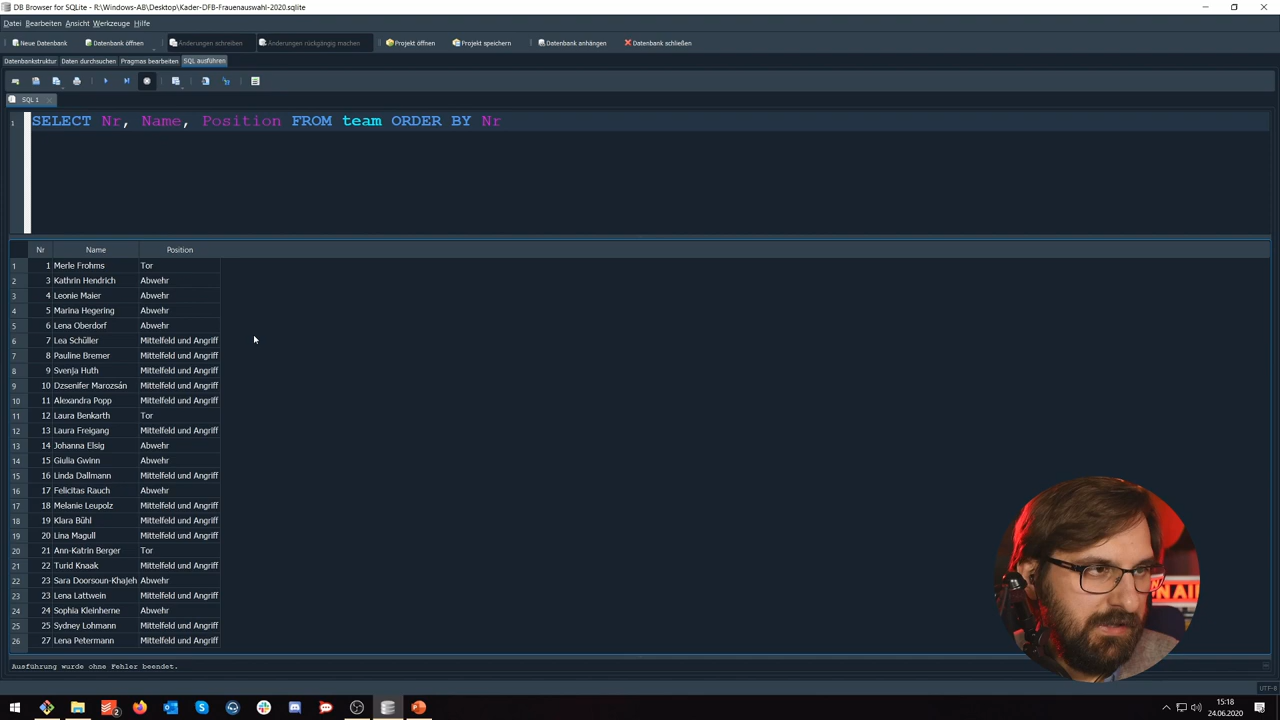 DB Browser for SQLite - R:\Windows-AB\Desktop\Kader-DFB-Frauenauswahl-2020.sqlite
Datei Bearbeiten Ansicht Werkzeuge Hilfe
Neue Datenbank Datenbank öffnen Änderungen schreiben Änderungen rückgängig machen Projekt öffnen Projekt speichern Datenbank anhängen Datenbank schließen
Datenbankstruktur Daten durchsuchen Pragmas bearbeiten SQL ausführen
SQL 1
1 SELECT Nr, Name, Position FROM team ORDER BY Nr
Nr Name Position
1 1 Merle Frohms Tor
2 3 Kathrin Hendrich Abwehr
3 4 Leonie Maier Abwehr
4 5 Marina Hegering Abwehr
5 6 Lena Oberdorf Abwehr
6 7 Lea Schüller Mittelfeld und Angriff
7 8 Pauline Bremer Mittelfeld und Angriff
8 9 Svenja Huth Mittelfeld und Angriff
9 10 Dzsenifer Marozsán Mittelfeld und Angriff
10 11 Alexandra Popp Mittelfeld und Angriff
11 12 Laura Benkarth Tor
12 13 Laura Freigang Mittelfeld und Angriff
13 14 Johanna Elsig Abwehr
14 15 Giulia Gwinn Abwehr
15 16 Linda Dallmann Mittelfeld und Angriff
16 17 Felicitas Rauch Abwehr
17 18 Melanie Leupolz Mittelfeld und Angriff
18 19 Klara Bühl Mittelfeld und Angriff
19 20 Lina Magull Mittelfeld und Angriff
20 21 Ann-Katrin Berger Tor
21 22 Turid Knaak Mittelfeld und Angriff
22 23 Sara Doorsoun-Khajeh Abwehr
23 23 Lena Lattwein Mittelfeld und Angriff
24 24 Sophia Kleinherne Abwehr
25 25 Sydney Lohmann Mittelfeld und Angriff
26 27 Lena Petermann Mittelfeld und Angriff
Ausführung wurde ohne Fehler beendet.
UTF-8
2
15:18
24.06.2020